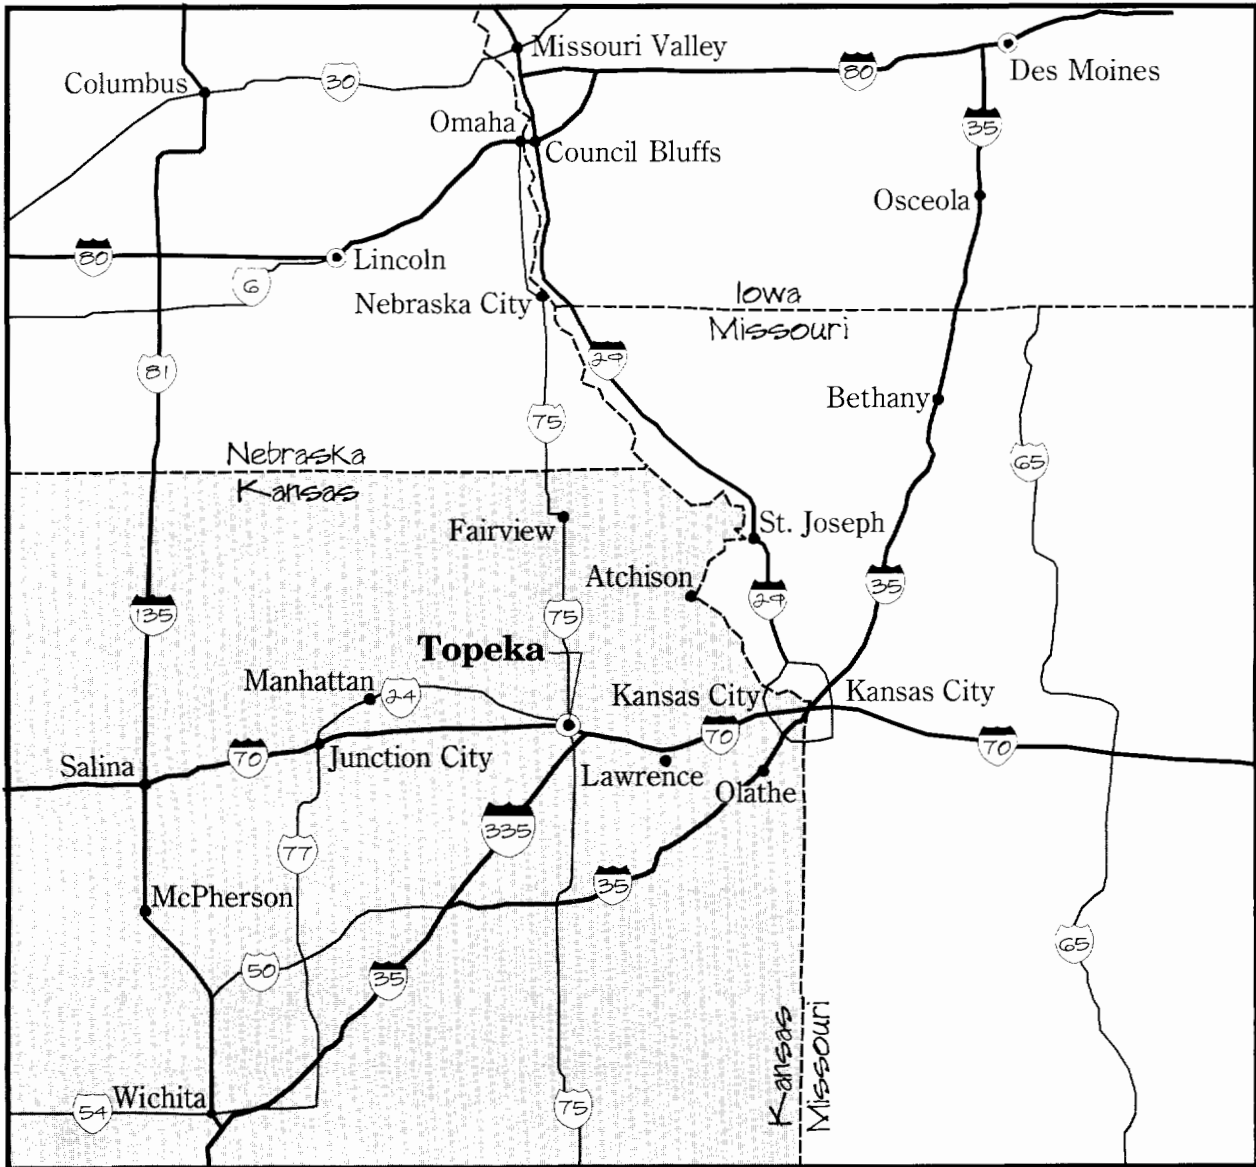 Missouri Valley
80
Des Moines
Columbus
30
Omaha
35
Council Bluffs
Osceola
80
Lincoln
6
Nebraska City
Iowa
Missouri
29
81
Bethany
75
Nebraska
65
Kansas
Fairview
St. Joseph
Atchison
35
29
135
75
Topeka
Manhattan
24
Kansas City
Kansas City
70
70
70
Junction City
Salina
Lawrence
Olathe
335
77
35
McPherson
65
50
35
Kansas
Missouri
54
Wichita
75